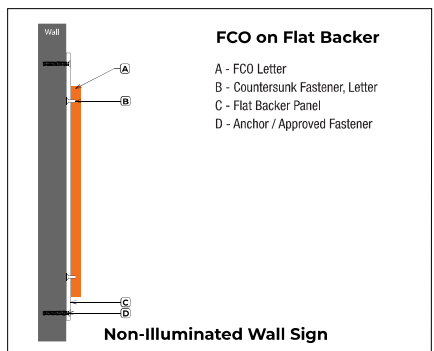 Wall
FCO on Flat Backer
A - FCO Letter
B - Countersunk Fastener, Letter
C - Flat Backer Panel
D - Anchor / Approved Fastener
A
B
C
D
Non-Illuminated Wall Sign